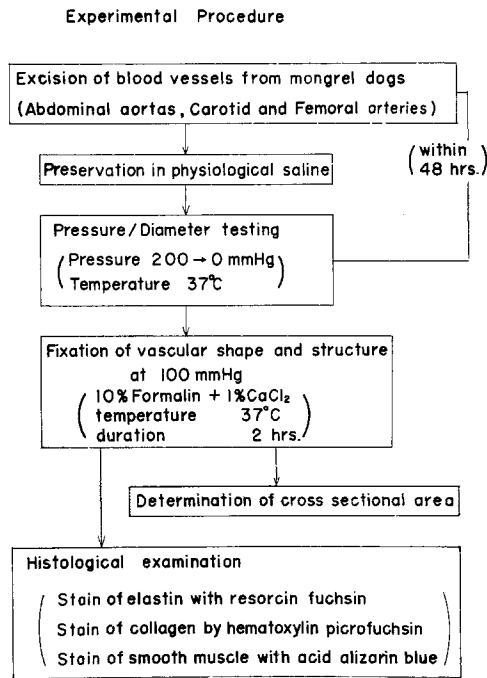 Experimental Procedure
Excision of blood vessels from mongrel dogs
(Abdominal aortas, Carotid and Femoral arteries)
(within
48 hrs.)
Preservation in physiological saline
Pressure/Diameter testing
(Pressure 200→0 mmHg
Temperature 37℃)
Fixation of vascular shape and structure
at 100 mmHg
(10% Formalin + 1% CaCl₂
temperature 37°C
duration 2 hrs.)
Determination of cross sectional area
Histological examination
(Stain of elastin with resorcin fuchsin
Stain of collagen by hematoxylin picrofuchsin
Stain of smooth muscle with acid alizarin blue)